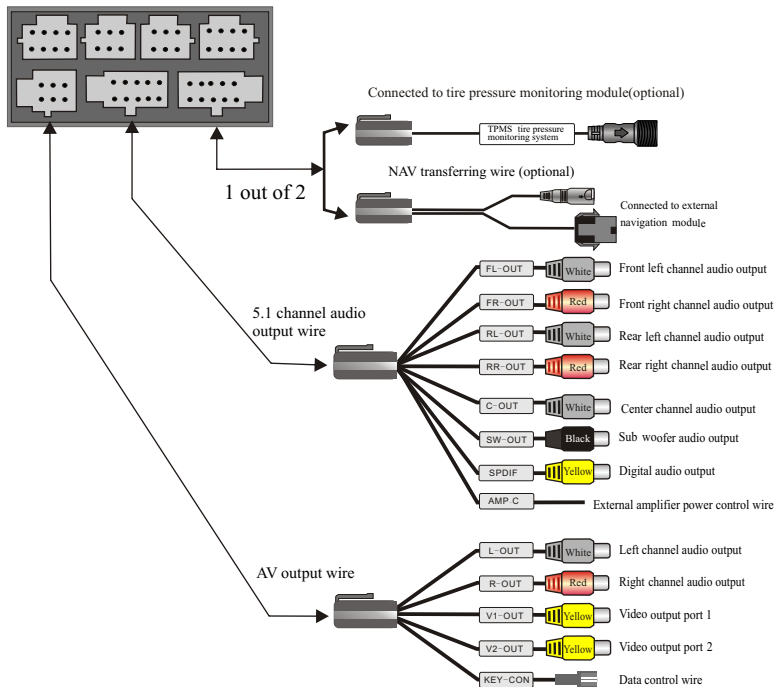 Connected to tire pressure monitoring module(optional)
TPMS tire pressure
monitoring system
NAV transferring wire (optional)
1 out of 2
Connected to external
navigation module
FL-OUT White Front left channel audio output
FR-OUT Red Front right channel audio output
5.1 channel audio
output wire
RL-OUT White Rear left channel audio output
RR-OUT Red Rear right channel audio output
C-OUT White Center channel audio output
SW-OUT Black Sub woofer audio output
SPDIF Yellow Digital audio output
AMP C External amplifier power control wire
L-OUT White Left channel audio output
AV output wire
R-OUT Red Right channel audio output
V1-OUT Yellow Video output port 1
V2-OUT Yellow Video output port 2
KEY-CON Data control wire